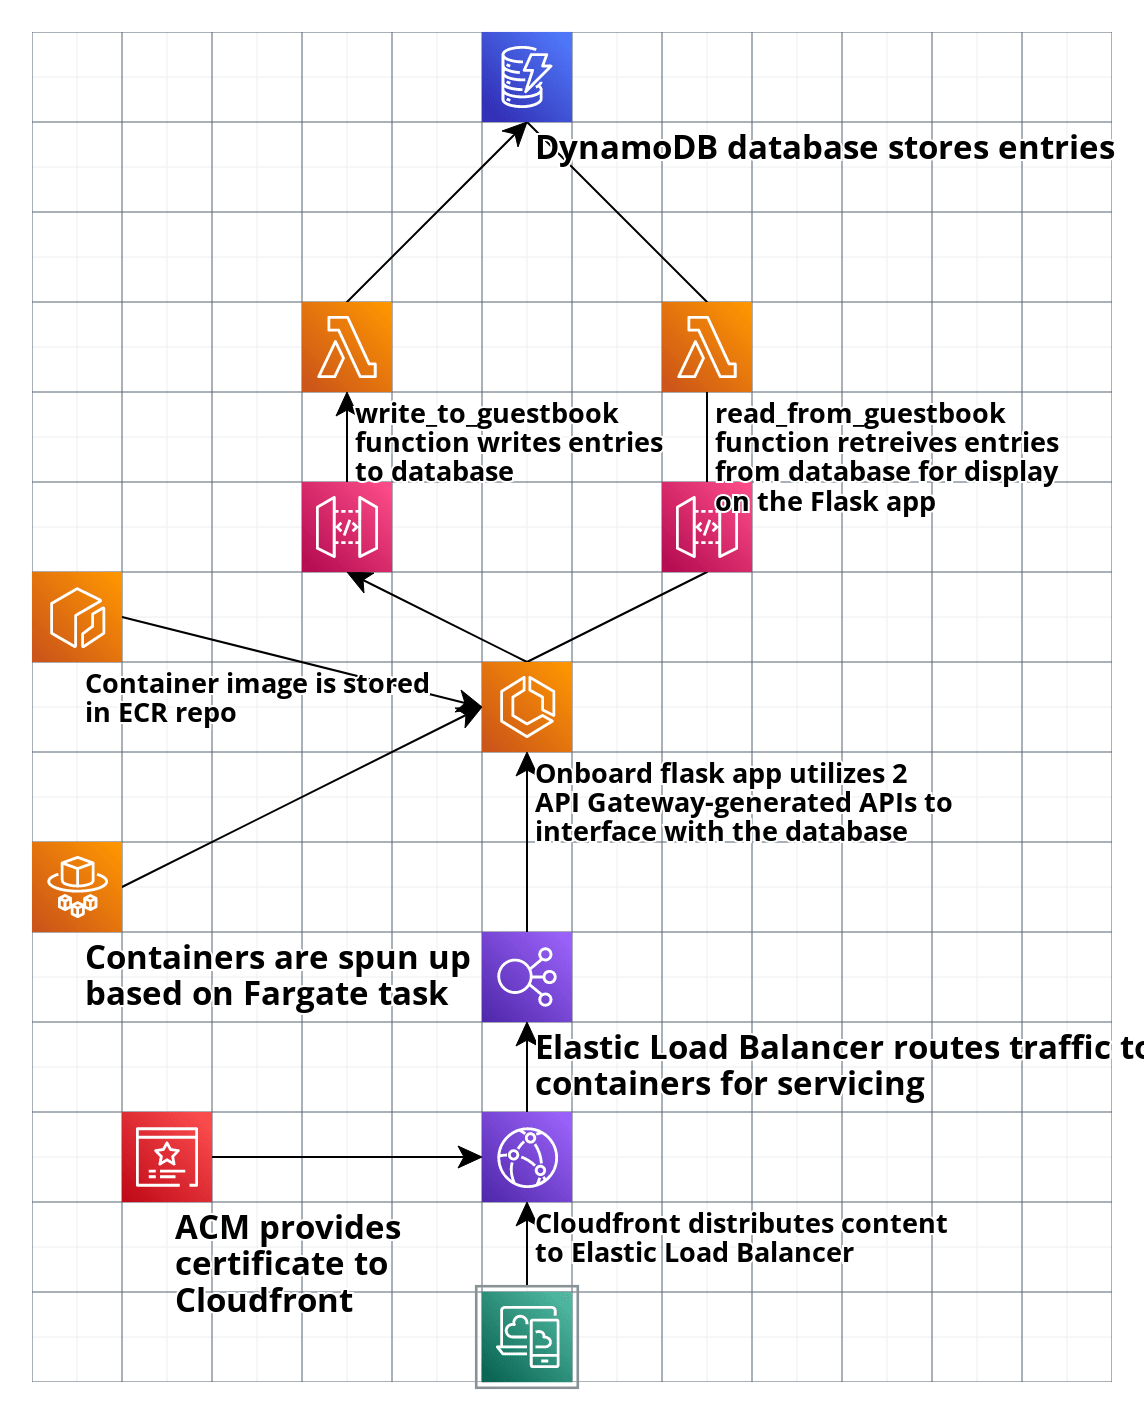 DynamoDB database stores entries
write_to_guestbook
function writes entries
to database
read_from_guestbook
function retreives entries
from database for display
on the Flask app
Container image is stored
in ECR repo
Onboard flask app utilizes 2
API Gateway-generated APIs to
interface with the database
Containers are spun up
based on Fargate task
Elastic Load Balancer routes traffic to
containers for servicing
ACM provides
certificate to
Cloudfront
Cloudfront distributes content
to Elastic Load Balancer